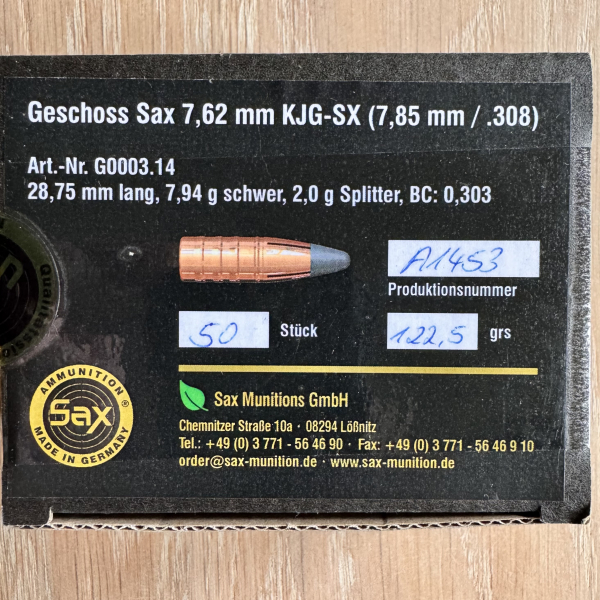 Geschoss Sax 7,62 mm KJG-SX (7,85 mm / .308)
Art.-Nr. G0003.14
28,75 mm lang, 7,94 g schwer, 2,0 g Splitter, BC: 0,303
A1453
Produktionsnummer
50 Stück 122,5 grs
AMMUNITION
Sax ®
MADE IN GERMANY
Sax Munitions GmbH
Chemnitzer Straße 10a · 08294 Lößnitz
Tel.: +49 (0) 3 771 - 56 46 90 · Fax: +49 (0) 3 771 - 56 46 9 10
order@sax-munition.de · www.sax-munition.de